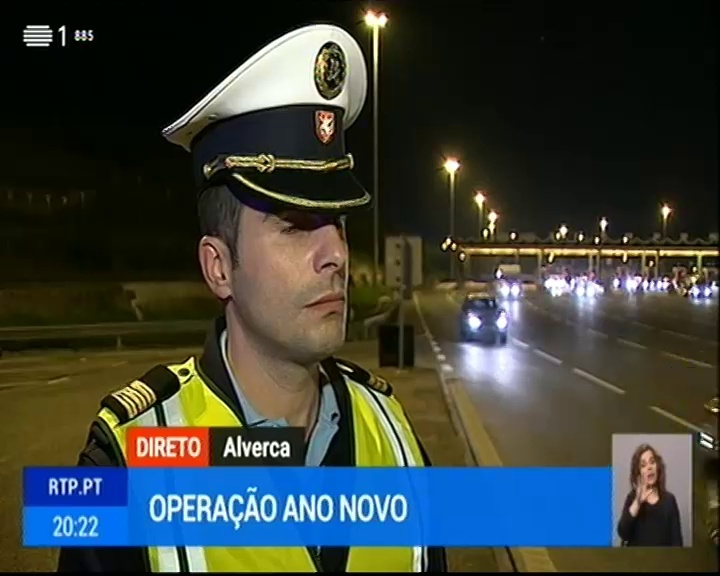 1 885
DIRETO Alverca
RTP.PT
OPERAÇÃO ANO NOVO
20:22